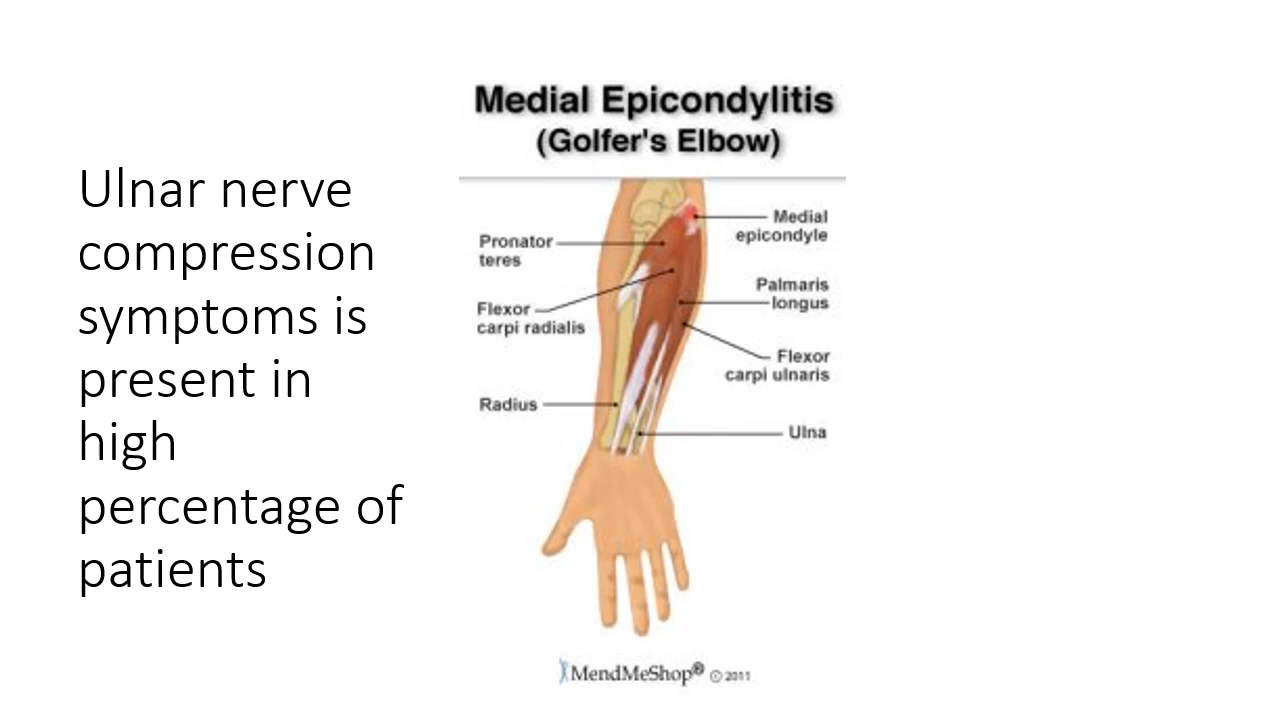 Ulnar nerve
compression
symptoms is
present in
high
percentage of
patients
Medial Epicondylitis
(Golfer's Elbow)
Pronator
teres
Flexor
carpi radialis
Radius
Medial
epicondyle
Palmaris
longus
Flexor
carpi ulnaris
Ulna
MendMeShop® © 2011